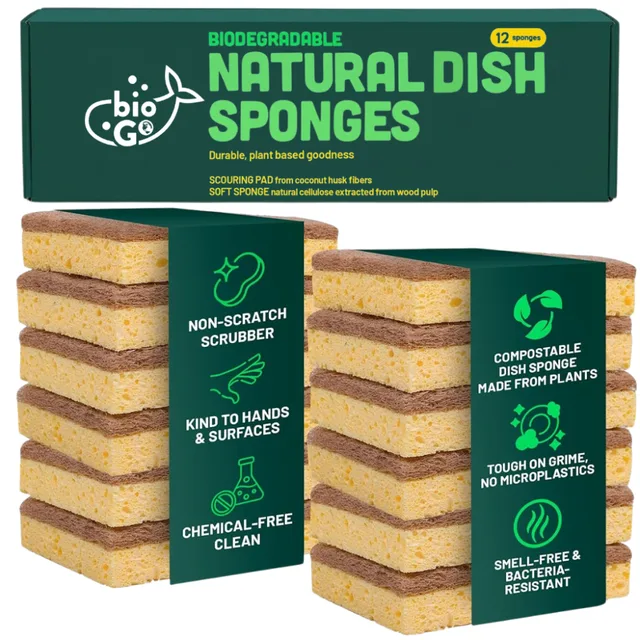 BIODEGRADABLE
12 sponges
NATURAL DISH
SPONGES
bio
GO
Durable, plant based goodness
SCOURING PAD from coconut husk fibers
SOFT SPONGE natural cellulose extracted from wood pulp
NON-SCRATCH
SCRUBBER
KIND TO HANDS
& SURFACES
CHEMICAL-FREE
CLEAN
COMPOSTABLE
DISH SPONGE
MADE FROM PLANTS
TOUGH ON GRIME,
NO MICROPLASTICS
SMELL-FREE &
BACTERIA-
RESISTANT